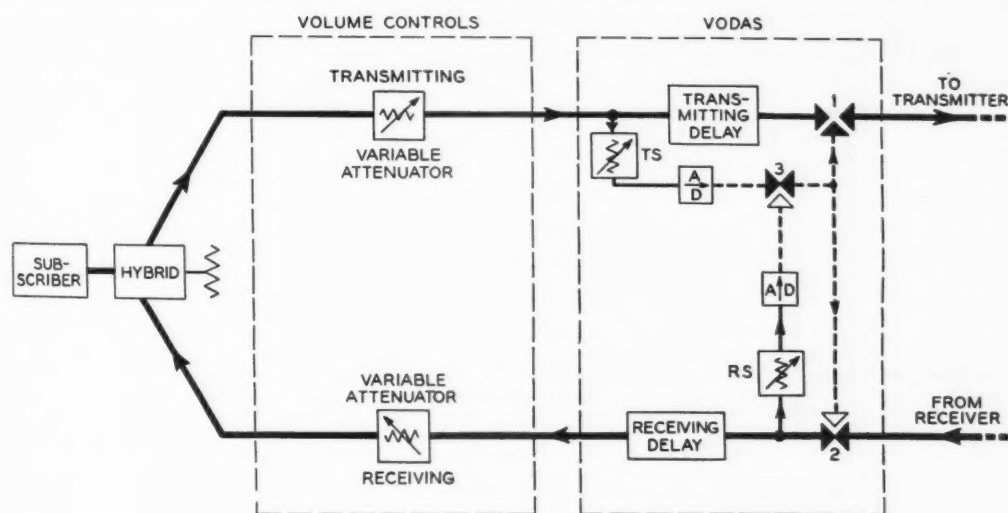 VOLUME CONTROLS
VODAS
TRANSMITTING
VARIABLE
ATTENUATOR
TRANS-
MITTING
DELAY
1
TO
TRANSMITTER
TS
A
D
3
SUB-
SCRIBER
HYBRID
A D
RS
VARIABLE
ATTENUATOR
RECEIVING
RECEIVING
DELAY
2
FROM
RECEIVER